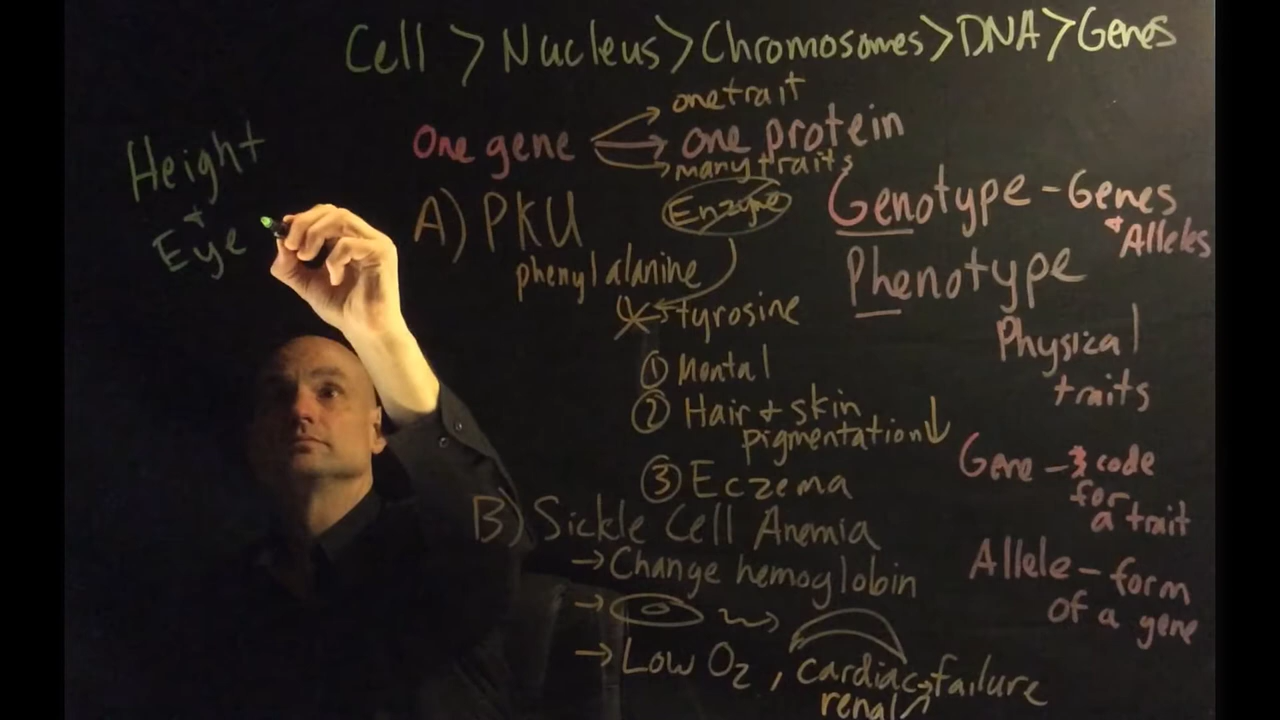 Cell > Nucleus > Chromosomes > DNA > Genes
one trait
One gene → one protein
many traits
Height
+
Eye
A) PKU
Enzyme
phenylalanine
tyrosine
① Mental
② Hair + skin
pigmentation ↓
③ Eczema
B) Sickle Cell Anemia
→ Change hemoglobin
→
→ Low O2, cardiac → failure
renal
Genotype - Genes
+ Alleles
Phenotype
Physical
traits
Gene - code
for
a trait
Allele - form
of a gene